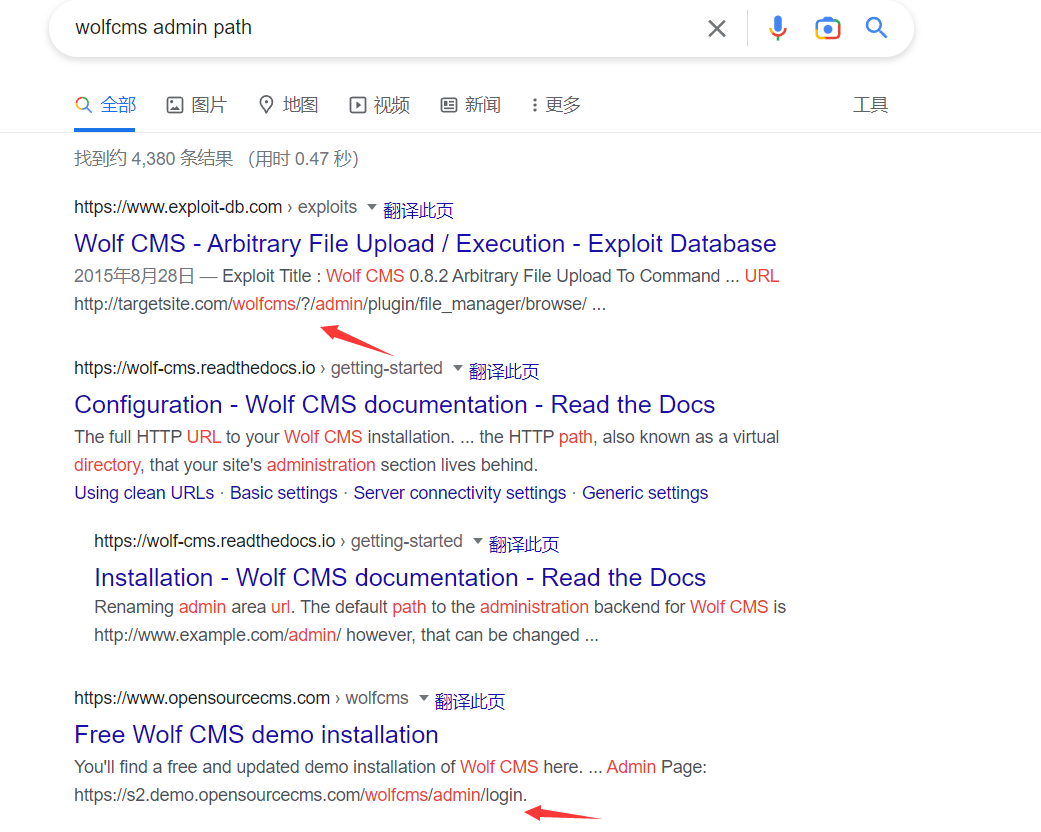 wolfcms admin path
全部 图片 地图 视频 新闻 更多 工具
找到约 4,380 条结果 （用时 0.47 秒）
https://www.exploit-db.com › exploits 翻译此页
Wolf CMS - Arbitrary File Upload / Execution - Exploit Database
2015年8月28日 — Exploit Title : Wolf CMS 0.8.2 Arbitrary File Upload To Command ... URL
http://targetsite.com/wolfcms/?/admin/plugin/file_manager/browse/ ...
https://wolf-cms.readthedocs.io › getting-started 翻译此页
Configuration - Wolf CMS documentation - Read the Docs
The full HTTP URL to your Wolf CMS installation. ... the HTTP path, also known as a virtual
directory, that your site's administration section lives behind.
Using clean URLs · Basic settings · Server connectivity settings · Generic settings
https://wolf-cms.readthedocs.io › getting-started 翻译此页
Installation - Wolf CMS documentation - Read the Docs
Renaming admin area url. The default path to the administration backend for Wolf CMS is
http://www.example.com/admin/ however, that can be changed ...
https://www.opensourcecms.com › wolfcms 翻译此页
Free Wolf CMS demo installation
You'll find a free and updated demo installation of Wolf CMS here. ... Admin Page:
https://s2.demo.opensourcecms.com/wolfcms/admin/login.